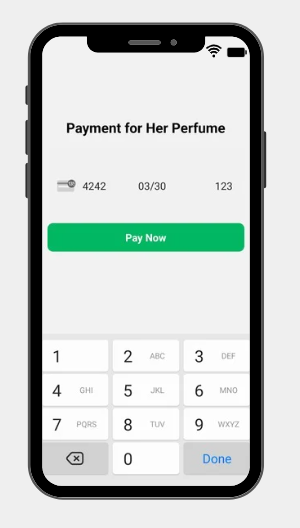 Payment for Her Perfume
4242 03/30 123
Pay Now
1 2 ABC 3 DEF
4 GHI 5 JKL 6 MNO
7 PQRS 8 TUV 9 WXYZ
0 Done